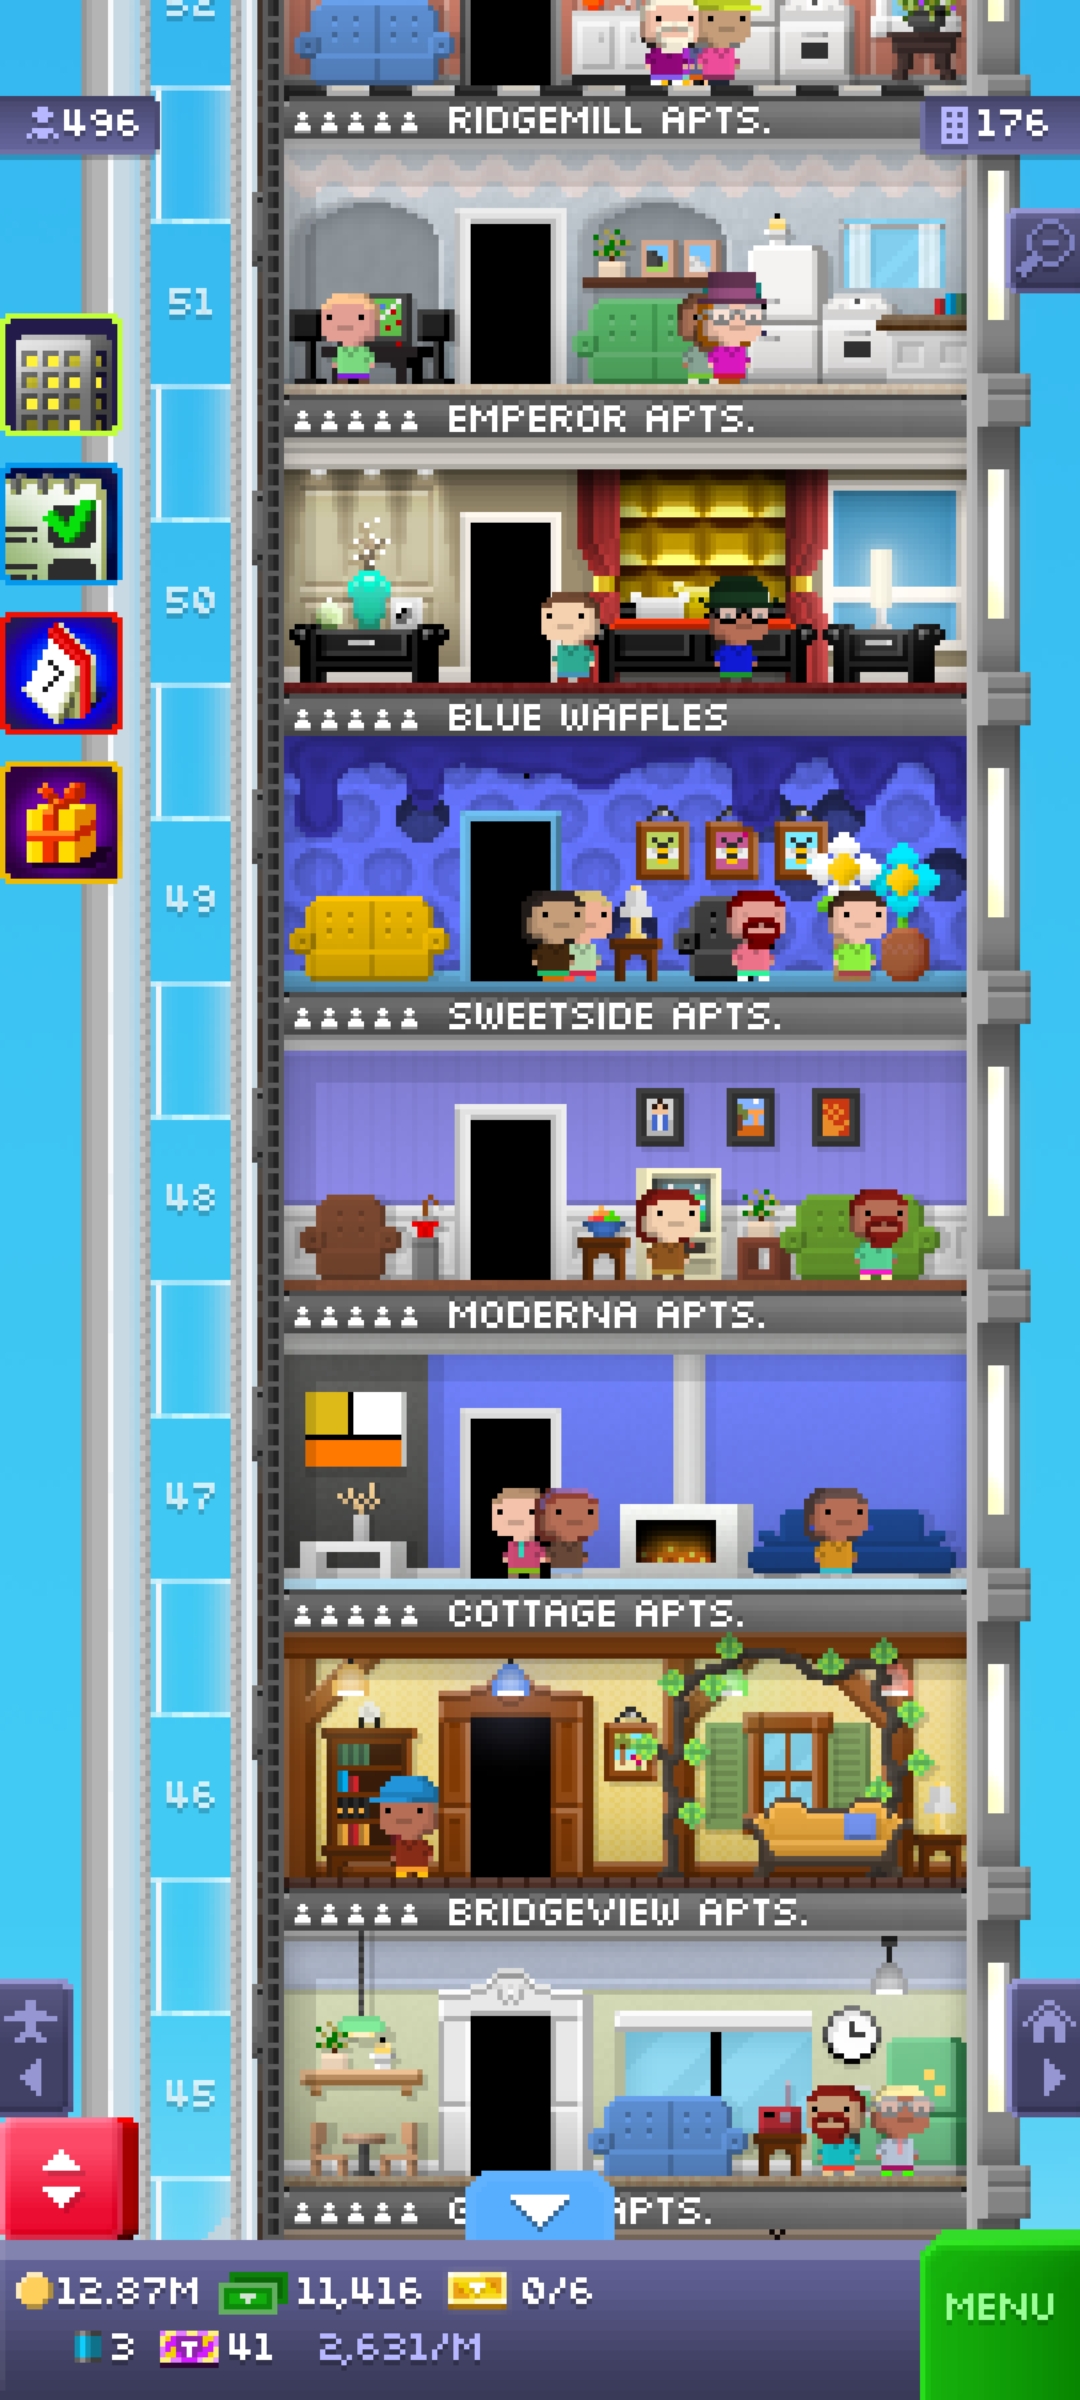 52
496
RIDGEMILL APTS.
176
51
EMPEROR APTS.
50
BLUE WAFFLES
49
SWEETSIDE APTS.
48
MODERNA APTS.
47
COTTAGE APTS.
46
BRIDGEVIEW APTS.
45
G APTS.
12.87M 11,416 0/6
3 T 41 2,631/M
MENU